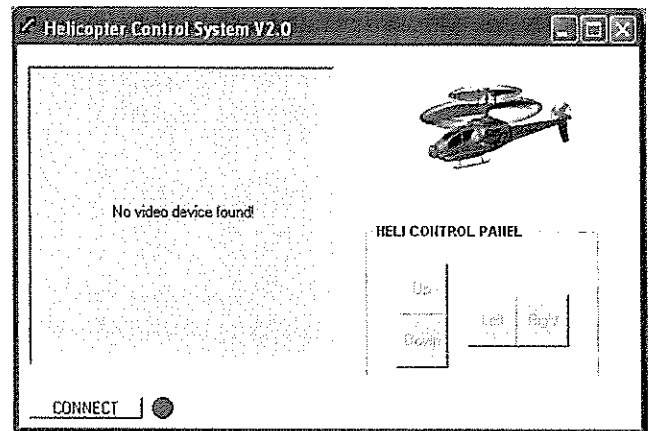 Helicopter Control System V2.0
No video device found!
HELI CONTROL PANEL
Up
Down
Left Right
CONNECT